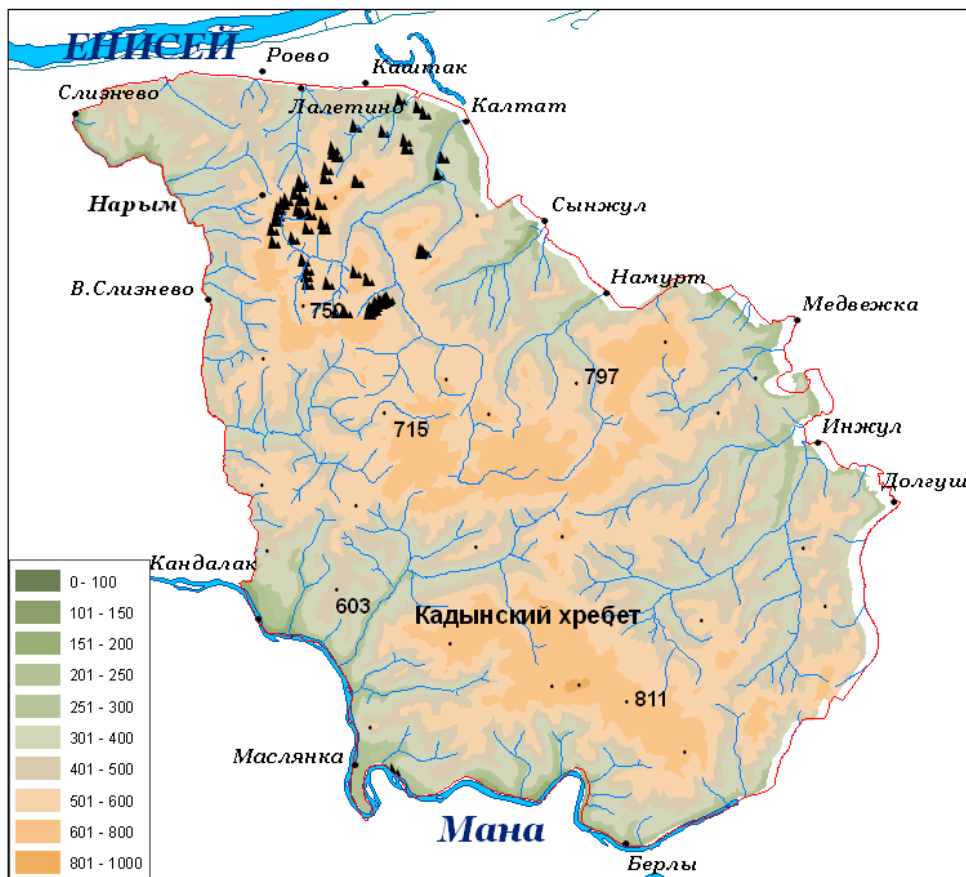 ЕНИСЕЙ
Роево
Каштак
Слизнево
Лалетино
Калтат
Нарым
Сынжул
Намурт
В.Слизнево
750
Медвежка
797
715
Инжул
Долгуш
Кандалак
603
Кадынский хребет
811
Маслянка
Мана
Берлы
0 - 100
101 - 150
151 - 200
201 - 250
251 - 300
301 - 400
401 - 500
501 - 600
601 - 800
801 - 1000